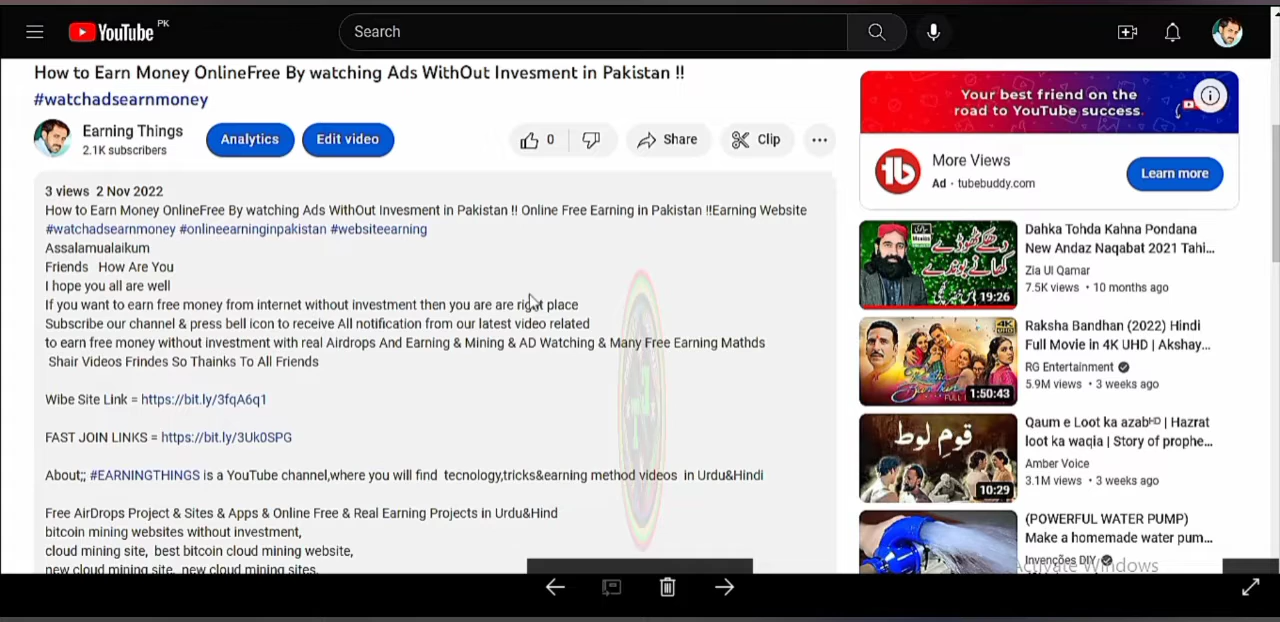 YouTube PK
Search
How to Earn Money OnlineFree By watching Ads WithOut Invesment in Pakistan !!
#watchadsearnmoney
Earning Things
2.1K subscribers
Analytics
Edit video
0
Share
Clip
3 views 2 Nov 2022
How to Earn Money OnlineFree By watching Ads WithOut Invesment in Pakistan !! Online Free Earning in Pakistan !!Earning Website
#watchadsearnmoney #onlineearninginpakistan #websiteearning
Assalamualaikum
Friends How Are You
I hope you all are well
If you want to earn free money from internet without investment then you are are right place
Subscribe our channel & press bell icon to receive All notification from our latest video related
to earn free money without investment with real Airdrops And Earning & Mining & AD Watching & Many Free Earning Mathds
Shair Videos Frindes So Thainks To All Friends
Wibe Site Link = https://bit.ly/3fqA6q1
FAST JOIN LINKS = https://bit.ly/3Uk0SPG
About;; #EARNINGTHINGS is a YouTube channel,where you will find tecnology,tricks&earning method videos in Urdu&Hindi
Free AirDrops Project & Sites & Apps & Online Free & Real Earning Projects in Urdu&Hind
bitcoin mining websites without investment,
cloud mining site, best bitcoin cloud mining website,
new cloud mining site, new cloud mining sites,
Your best friend on the
road to YouTube success.
tb
More Views
Ad · tubebuddy.com
Learn more
19:26
Dahka Tohda Kahna Pondana
New Andaz Naqabat 2021 Tahi...
Zia Ul Qamar
7.5K views • 10 months ago
4K
1:50:43
Raksha Bandhan (2022) Hindi
Full Movie in 4K UHD | Akshay...
RG Entertainment
5.9M views • 3 weeks ago
قوم لوط
10:29
Qaum e Loot ka azab HD | Hazrat
loot ka waqia | Story of prophe...
Amber Voice
3.1M views • 3 weeks ago
(POWERFUL WATER PUMP)
Make a homemade water pum...
Invenções DIY
Activate Windows